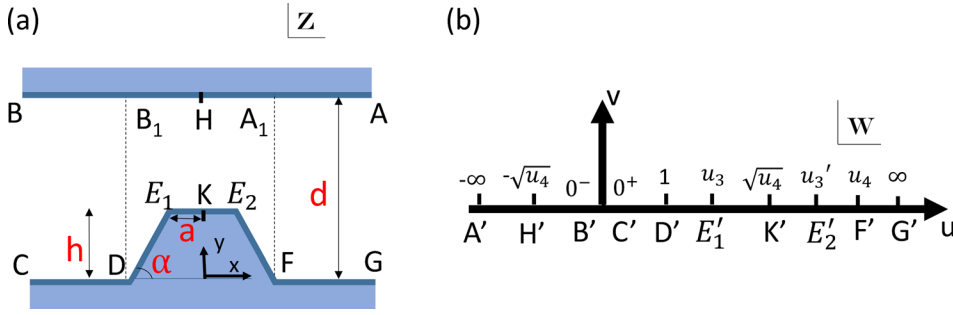 (a)
Z
B
B₁
H
A₁
A
E₁
K
E₂
d
h
a
y
C
D
α
x
F
G
(b)
v
w
-∞
-√u₄
0⁻
0⁺
1
u₃
√u₄
u₃'
u₄
∞
A'
H'
B'
C'
D'
E₁'
K'
E₂'
F'
G'
u